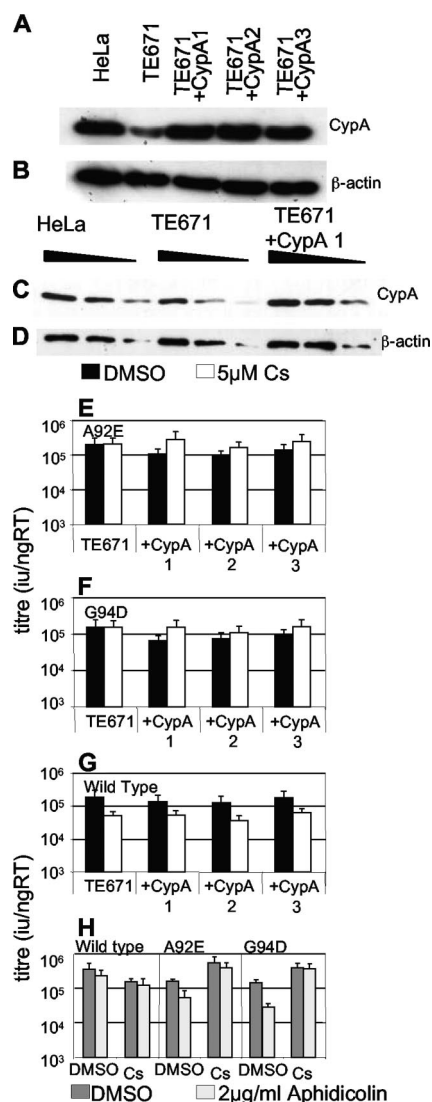 A
HeLa
TE671
TE671
+CypA1
TE671
+CypA2
TE671
+CypA3
CypA
B
β-actin
HeLa TE671 TE671
+CypA 1
C CypA
D β-actin
DMSO 5µM Cs
E
A92E
10⁶
10⁵
10⁴
10³
TE671 +CypA +CypA +CypA
1 2 3
F
G94D
10⁶
10⁵
10⁴
10³
TE671 +CypA +CypA +CypA
1 2 3
titre (iu/ngRT)
G
Wild Type
10⁶
10⁵
10⁴
10³
TE671 +CypA +CypA +CypA
1 2 3
H
Wild type A92E G94D
10⁶
10⁵
10⁴
10³
DMSO Cs DMSO Cs DMSO Cs
titre (iu/ngRT)
DMSO 2µg/ml Aphidicolin